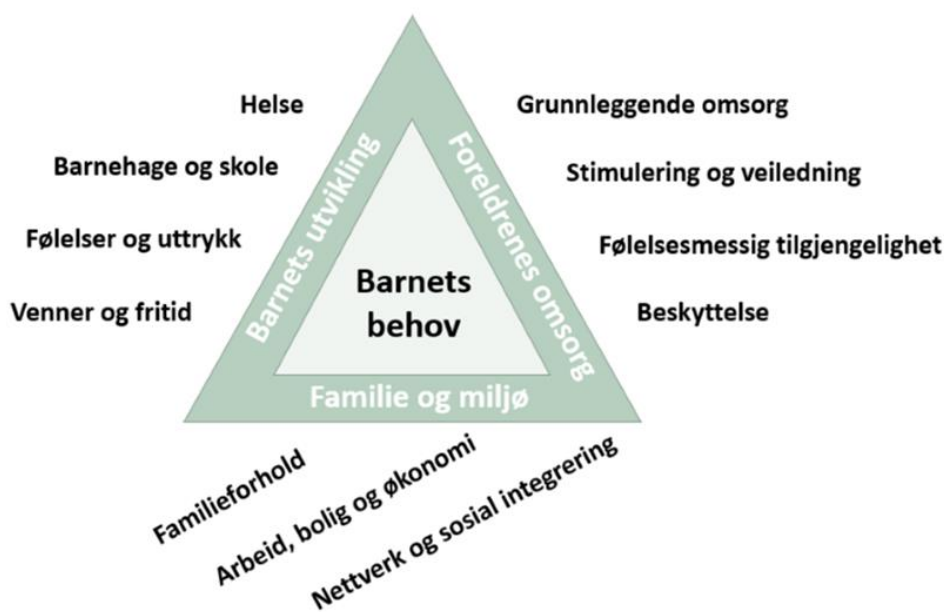 Helse
Barnehage og skole
Følelser og uttrykk
Venner og fritid
Barnets utvikling
Barnets
behov
Foreldrenes omsorg
Grunnleggende omsorg
Stimulering og veiledning
Følelsesmessig tilgjengelighet
Beskyttelse
Familie og miljø
Familieforhold
Arbeid, bolig og økonomi
Nettverk og sosial integrering